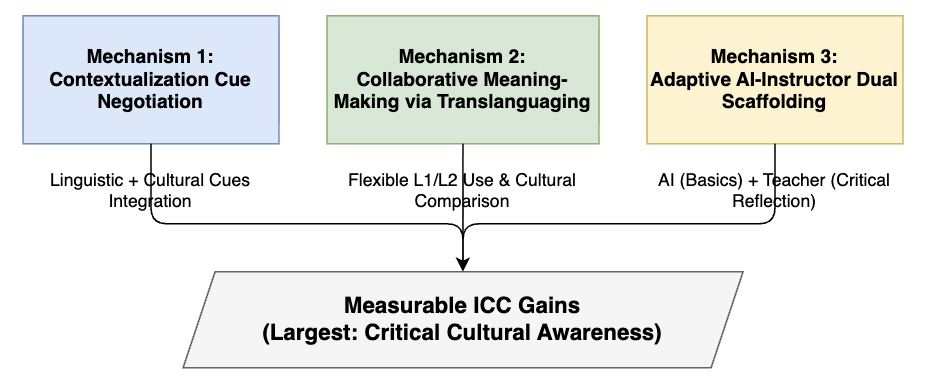 Mechanism 1:
Contextualization Cue
Negotiation
Mechanism 2:
Collaborative Meaning-
Making via Translanguaging
Mechanism 3:
Adaptive AI-Instructor Dual
Scaffolding
Linguistic + Cultural Cues
Integration
Flexible L1/L2 Use & Cultural
Comparison
AI (Basics) + Teacher (Critical
Reflection)
Measurable ICC Gains
(Largest: Critical Cultural Awareness)